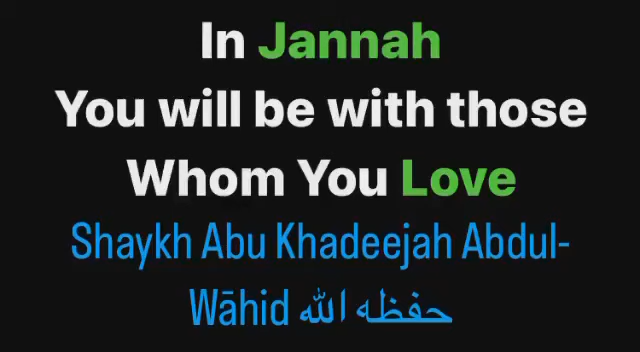 In Jannah
You will be with those
Whom You Love
Shaykh Abu Khadeejah Abdul-
Wāhid حفظه الله